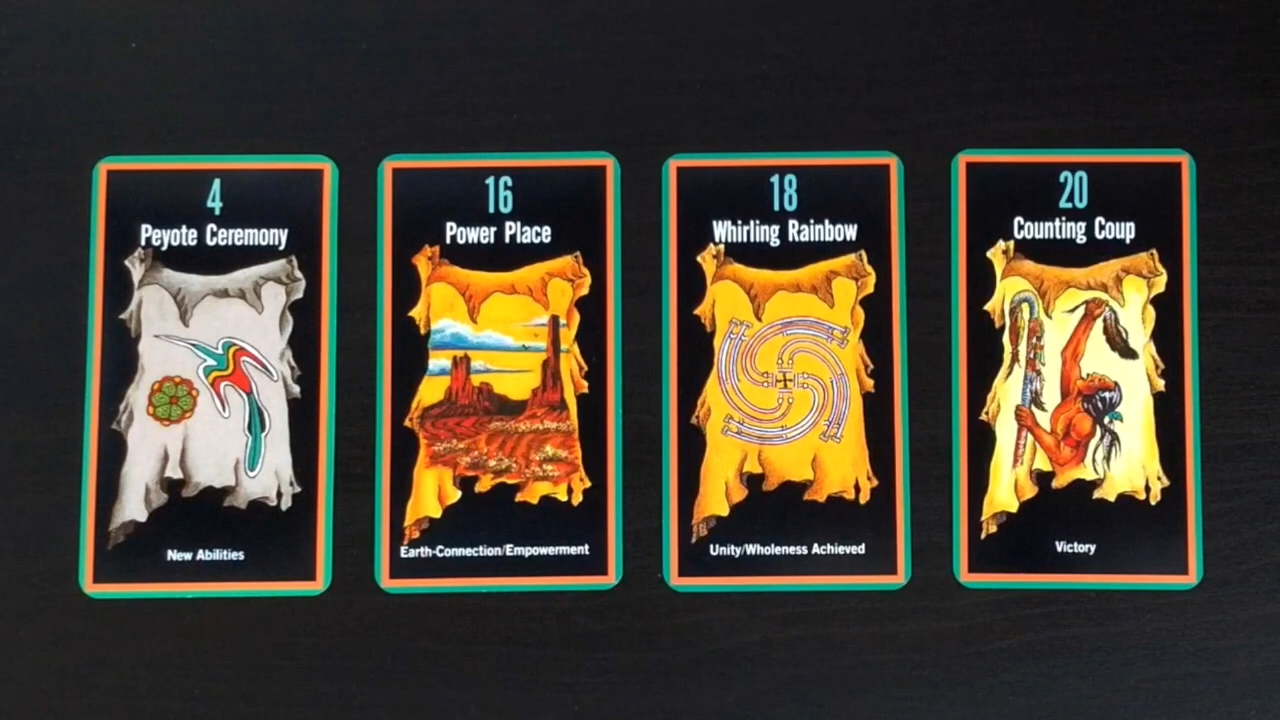 4
Peyote Ceremony
New Abilities
16
Power Place
Earth-Connection/Empowerment
18
Whirling Rainbow
Unity/Wholeness Achieved
20
Counting Coup
Victory